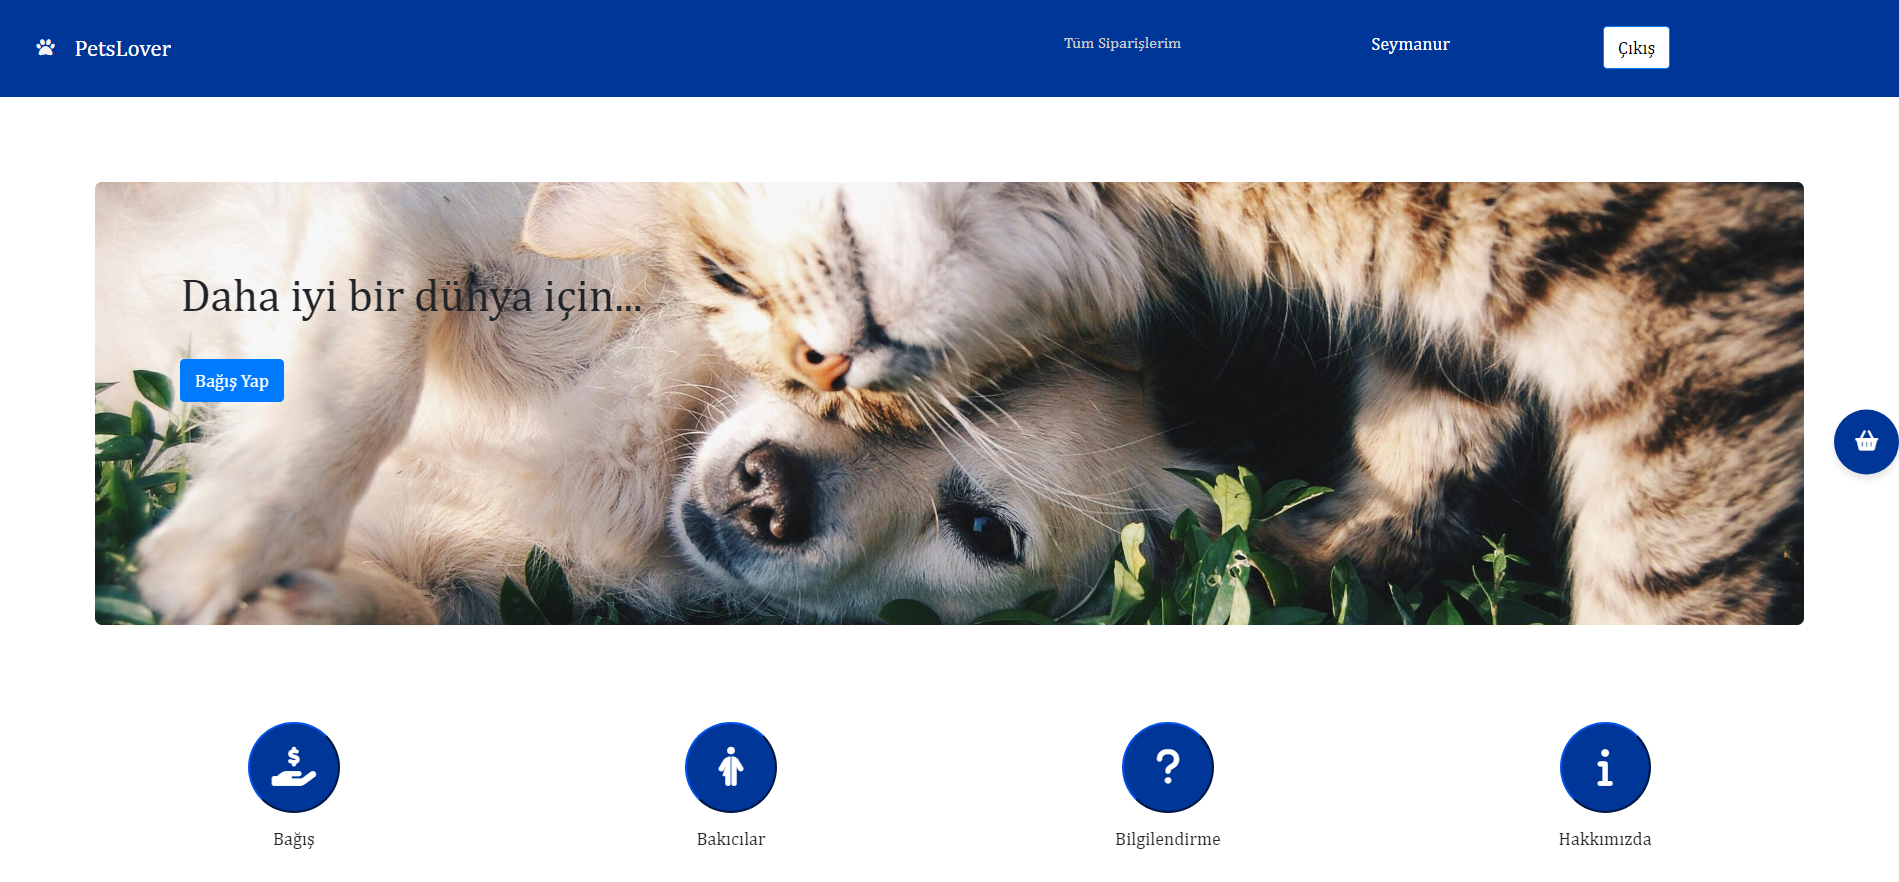 PetsLover
Tüm Siparişlerim
Seymanur
Çıkış
Daha iyi bir dünya için...
Bağış Yap
Bağış
Bakıcılar
Bilgilendirme
Hakkımızda